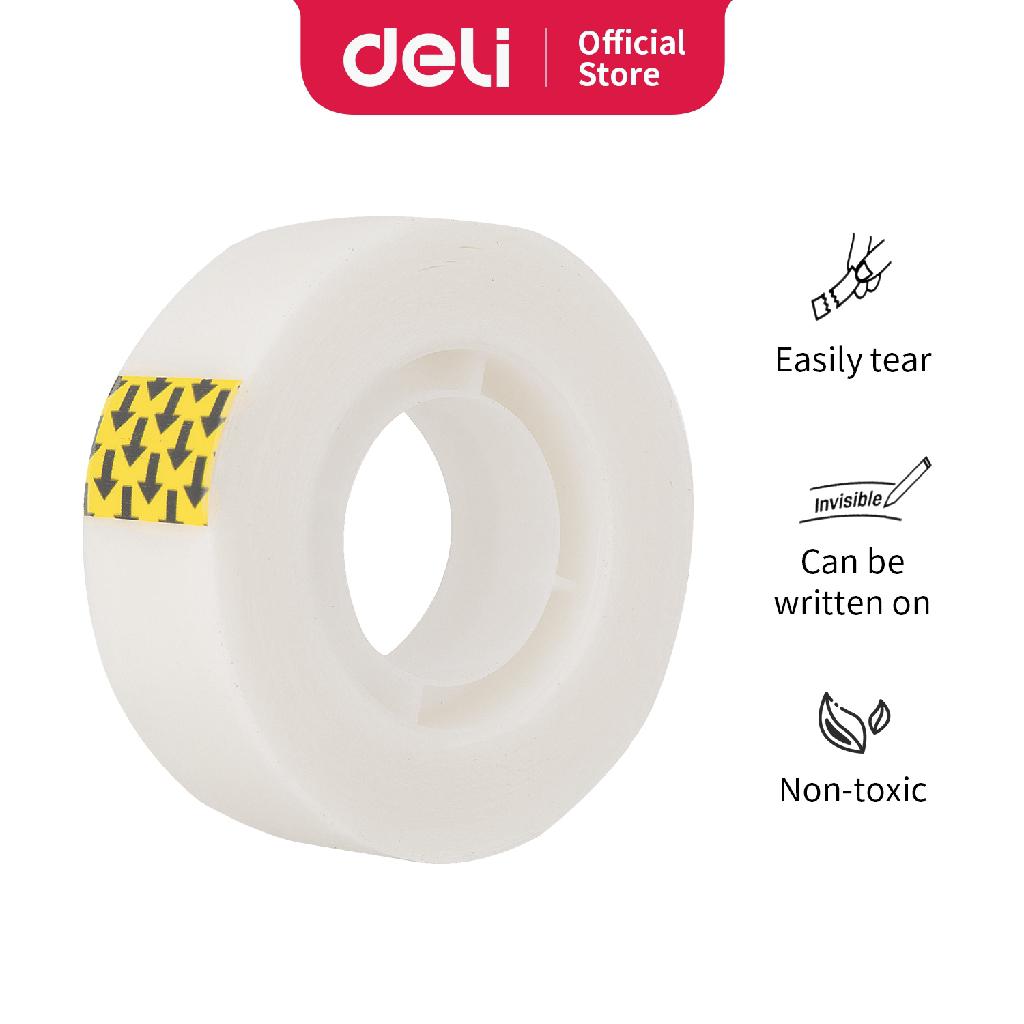 deli
Official
Store
Easily tear
Invisible
Can be
written on
Non-toxic